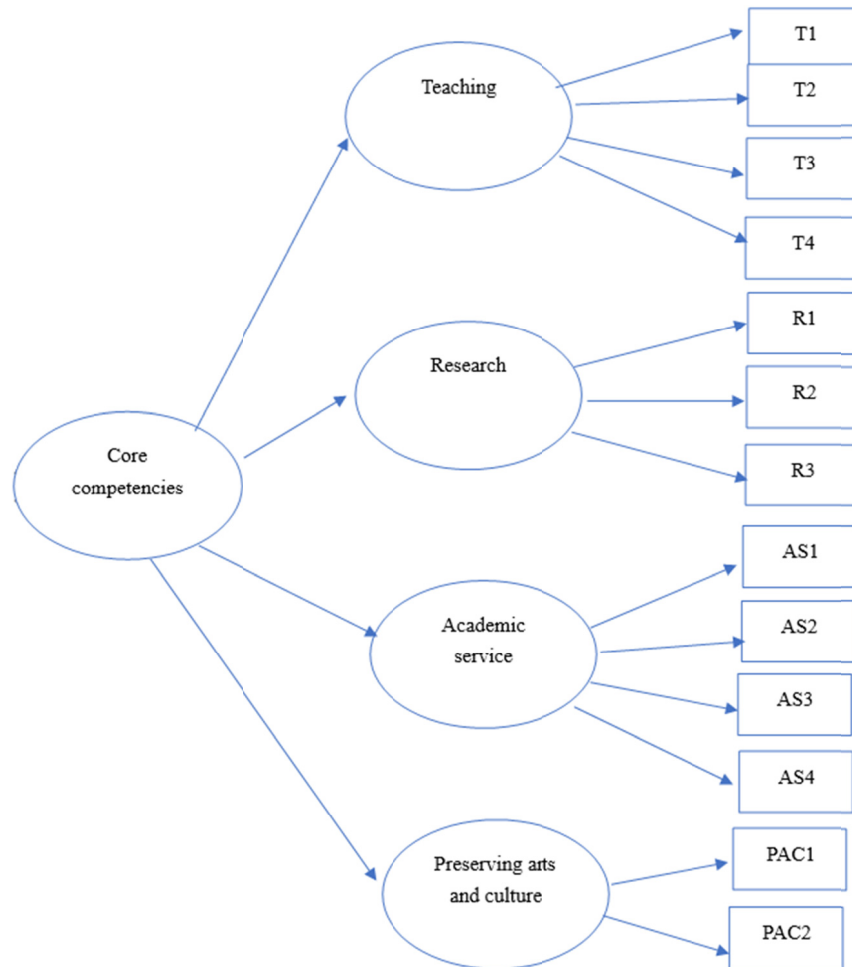 Teaching
T1
T2
T3
T4
Research
R1
R2
R3
Core
competencies
Academic
service
AS1
AS2
AS3
AS4
Preserving arts
and culture
PAC1
PAC2